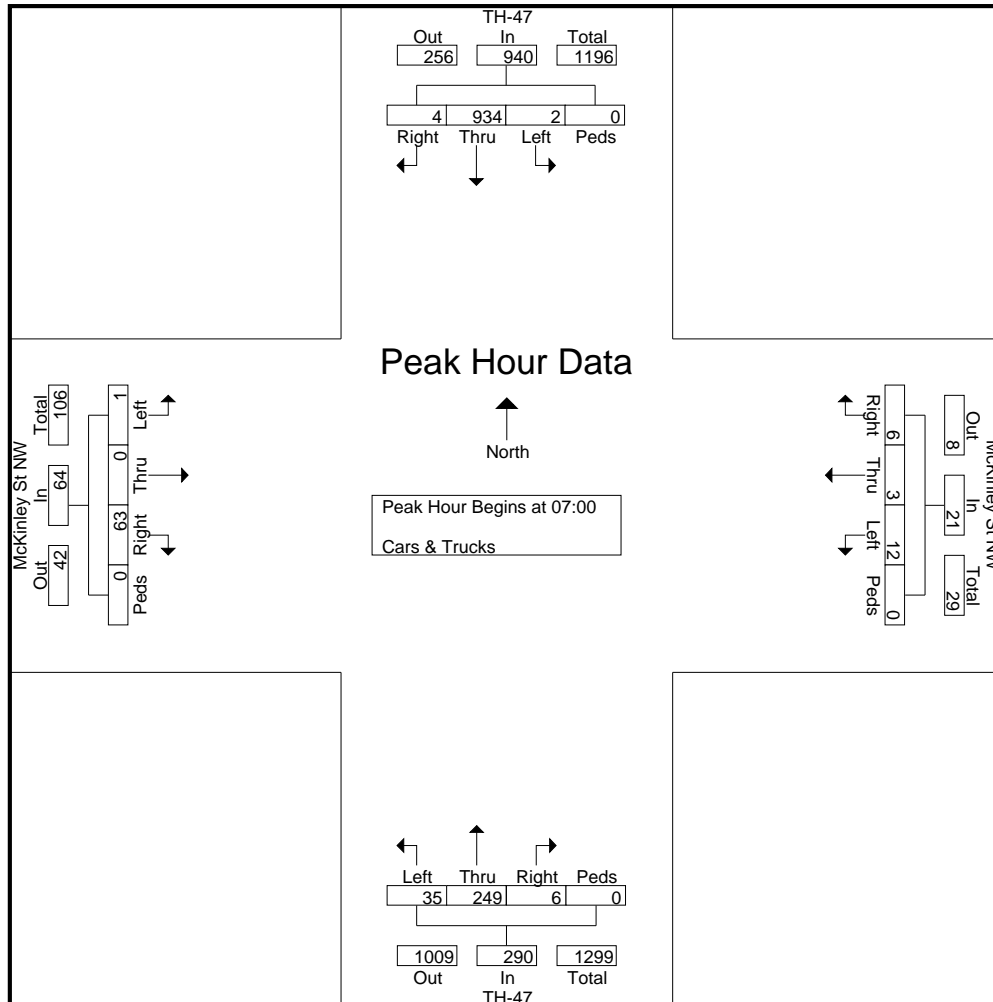 TH-47
Out In Total
256 940 1196
4 934 2 0
Right Thru Left Peds
Peak Hour Data
North
Peak Hour Begins at 07:00
Cars & Trucks
McKinley St NW
Out In Total
42 64 106
Left Thru Right Peds
1 0 63 0
Right Thru Left Peds
6 3 12 0
Out In Total
8 21 29
McKinley St NW
Left Thru Right Peds
35 249 6 0
1009 290 1299
Out In Total
TH-47